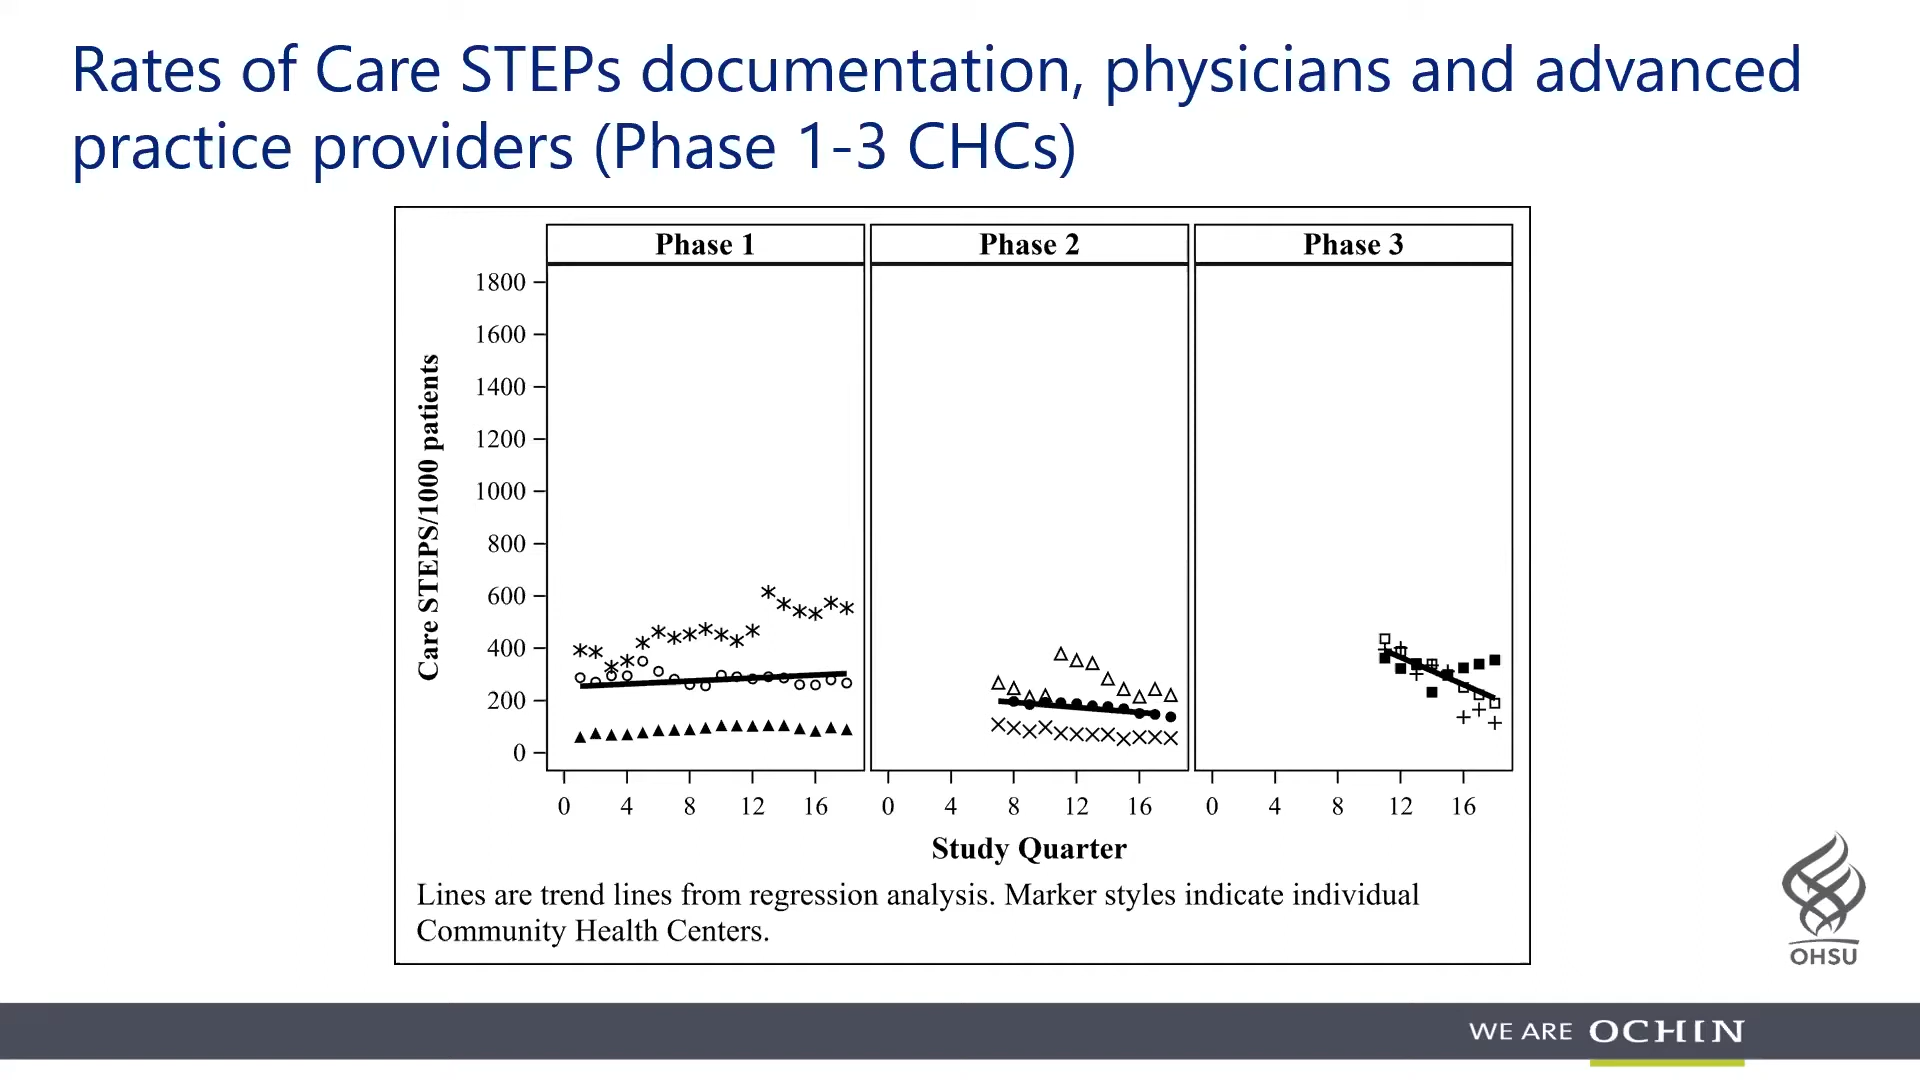 Rates of Care STEPs documentation, physicians and advanced
practice providers (Phase 1-3 CHCs)
Phase 1
Phase 2
Phase 3
Care STEPS/1000 patients
1800
1600
1400
1200
1000
800
600
400
200
0
0 4 8 12 16
0 4 8 12 16
0 4 8 12 16
Study Quarter
Lines are trend lines from regression analysis. Marker styles indicate individual
Community Health Centers.
OHSU
WE ARE OCHIN